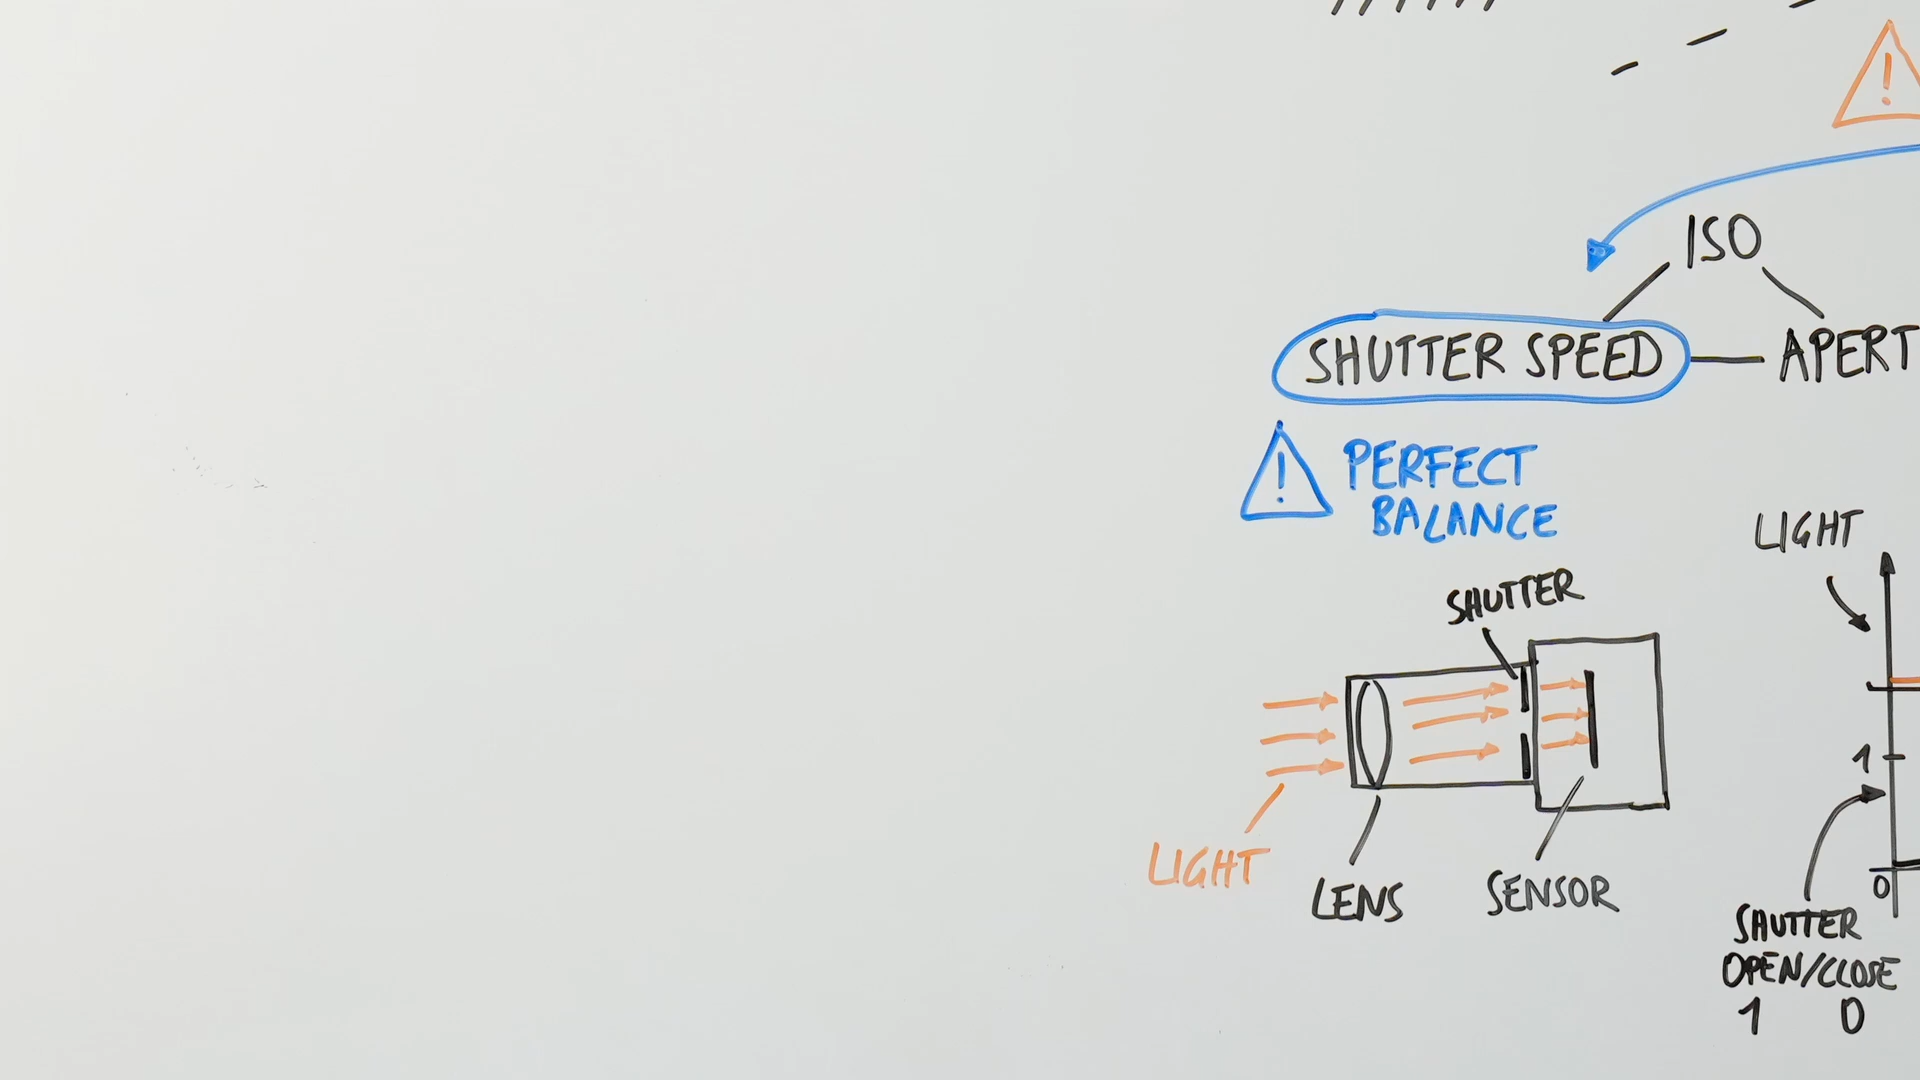 !
ISO
SHUTTER SPEED
APERT
! PERFECT
BALANCE
LIGHT
SHUTTER
1
LIGHT
LENS
SENSOR
0
SHUTTER
OPEN/CLOSE
1 0